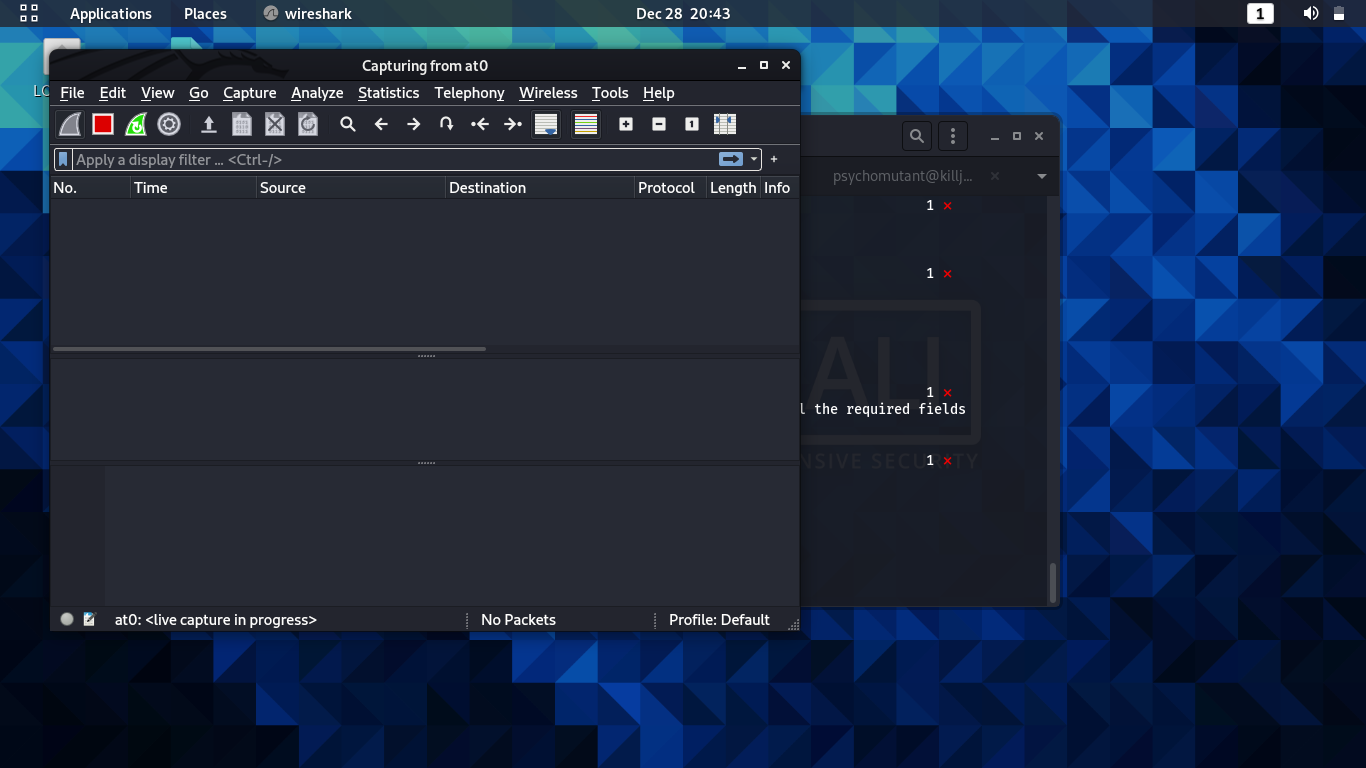 Applications Places wireshark Dec 28 20:43 1
Capturing from at0
File Edit View Go Capture Analyze Statistics Telephony Wireless Tools Help
Apply a display filter … <Ctrl-/>
No. Time Source Destination Protocol Length Info
at0: <live capture in progress> No Packets Profile: Default
psychomutant@killj…
1
1
1
the required fields
1